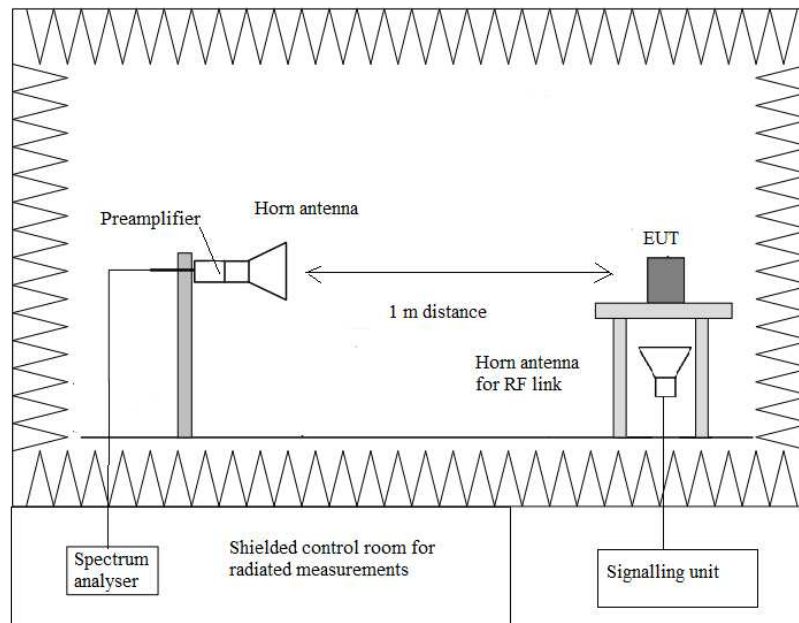 Preamplifier
Horn antenna
EUT
1 m distance
Horn antenna
for RF link
Spectrum
analyser
Shielded control room for
radiated measurements
Signalling unit